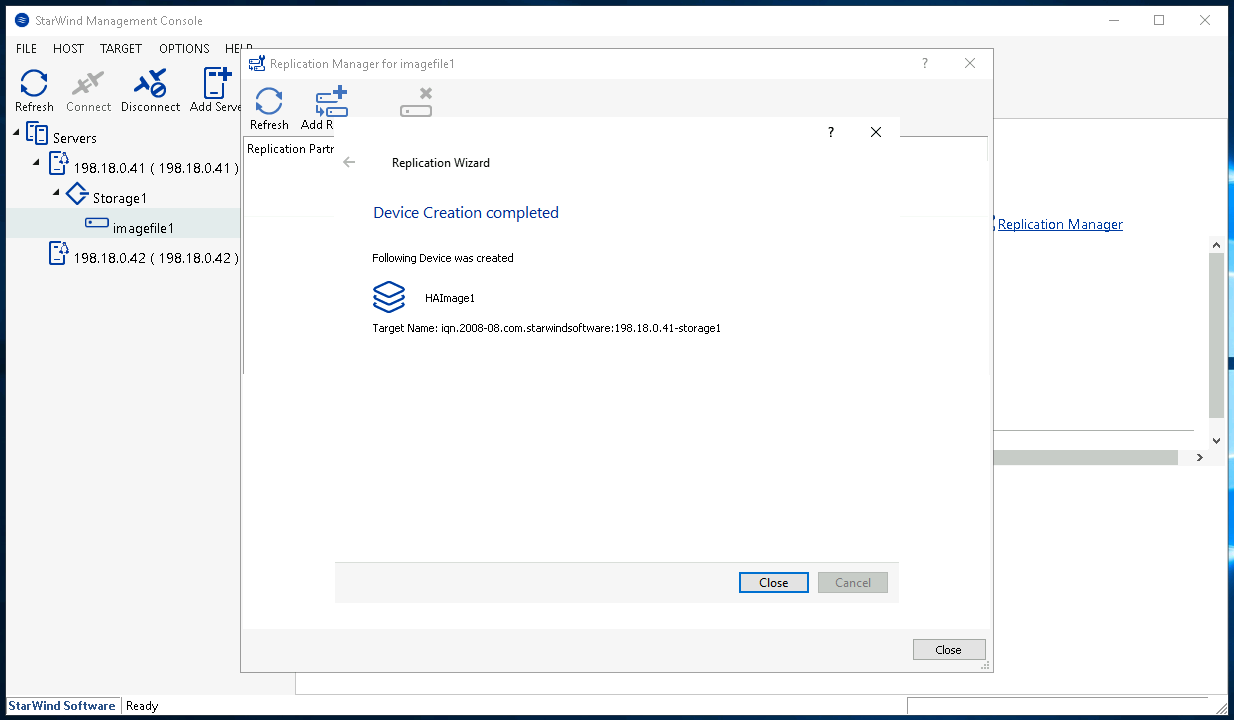 StarWind Management Console
FILE HOST TARGET OPTIONS HELP
Refresh Connect Disconnect Add Serve
Servers
198.18.0.41 ( 198.18.0.41 )
Storage1
imagefile1
198.18.0.42 ( 198.18.0.42 )
Replication Manager for imagefile1
?
Refresh Add R
Replication Partn
?
Replication Wizard
Device Creation completed
Following Device was created
HAImage1
Target Name: iqn.2008-08.com.starwindsoftware:198.18.0.41-storage1
Close Cancel
Close
Replication Manager
StarWind Software Ready